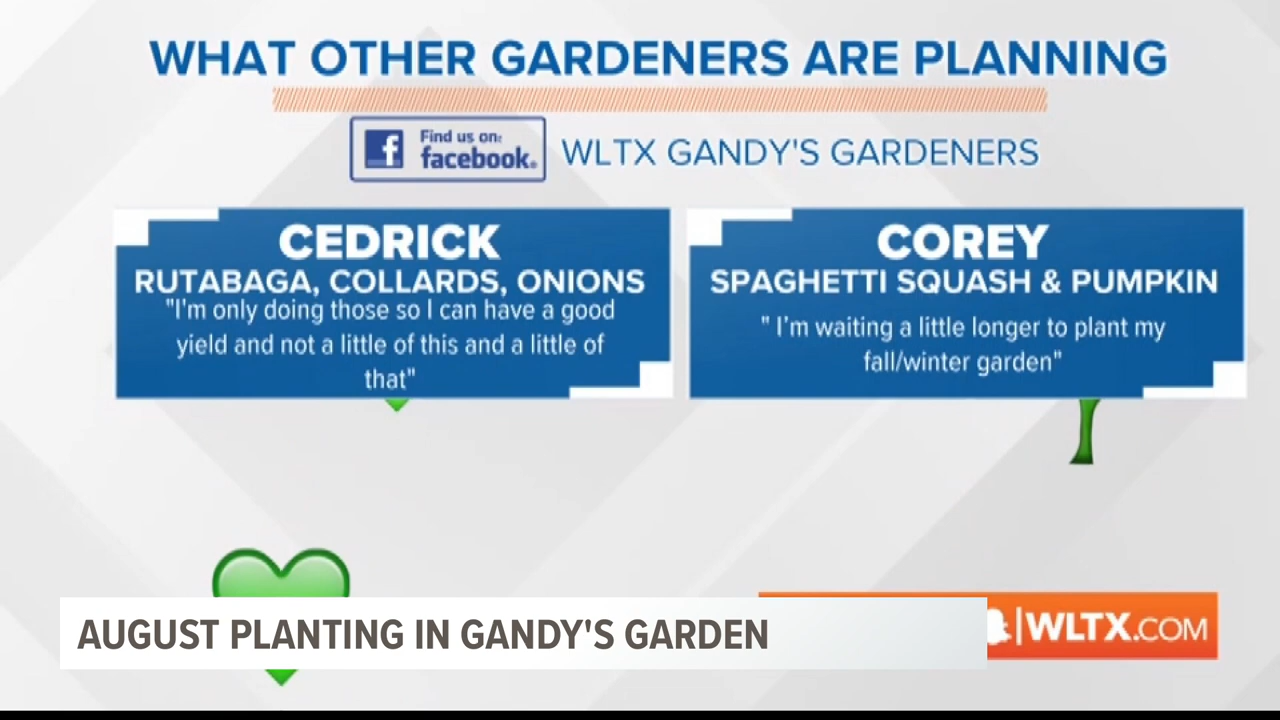 WHAT OTHER GARDENERS ARE PLANNING
Find us on:
facebook.
WLTX GANDY'S GARDENERS
CEDRICK
RUTABAGA, COLLARDS, ONIONS
"I'm only doing those so I can have a good
yield and not a little of this and a little of
that"
COREY
SPAGHETTI SQUASH & PUMPKIN
" I'm waiting a little longer to plant my
fall/winter garden"
AUGUST PLANTING IN GANDY'S GARDEN
WLTX.COM